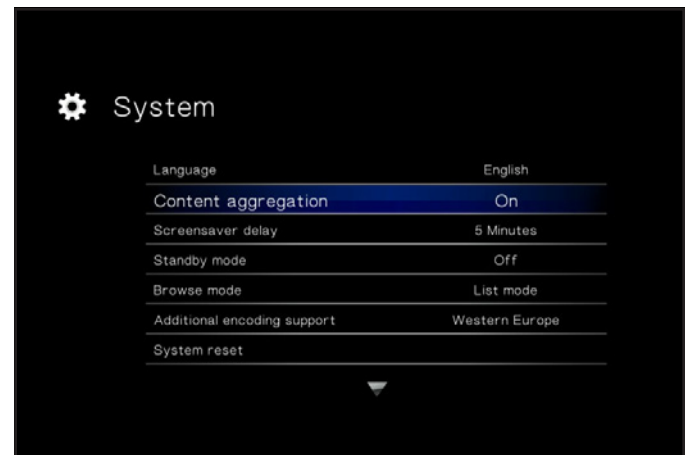 System
Language English
Content aggregation On
Screensaver delay 5 Minutes
Standby mode Off
Browse mode List mode
Additional encoding support Western Europe
System reset